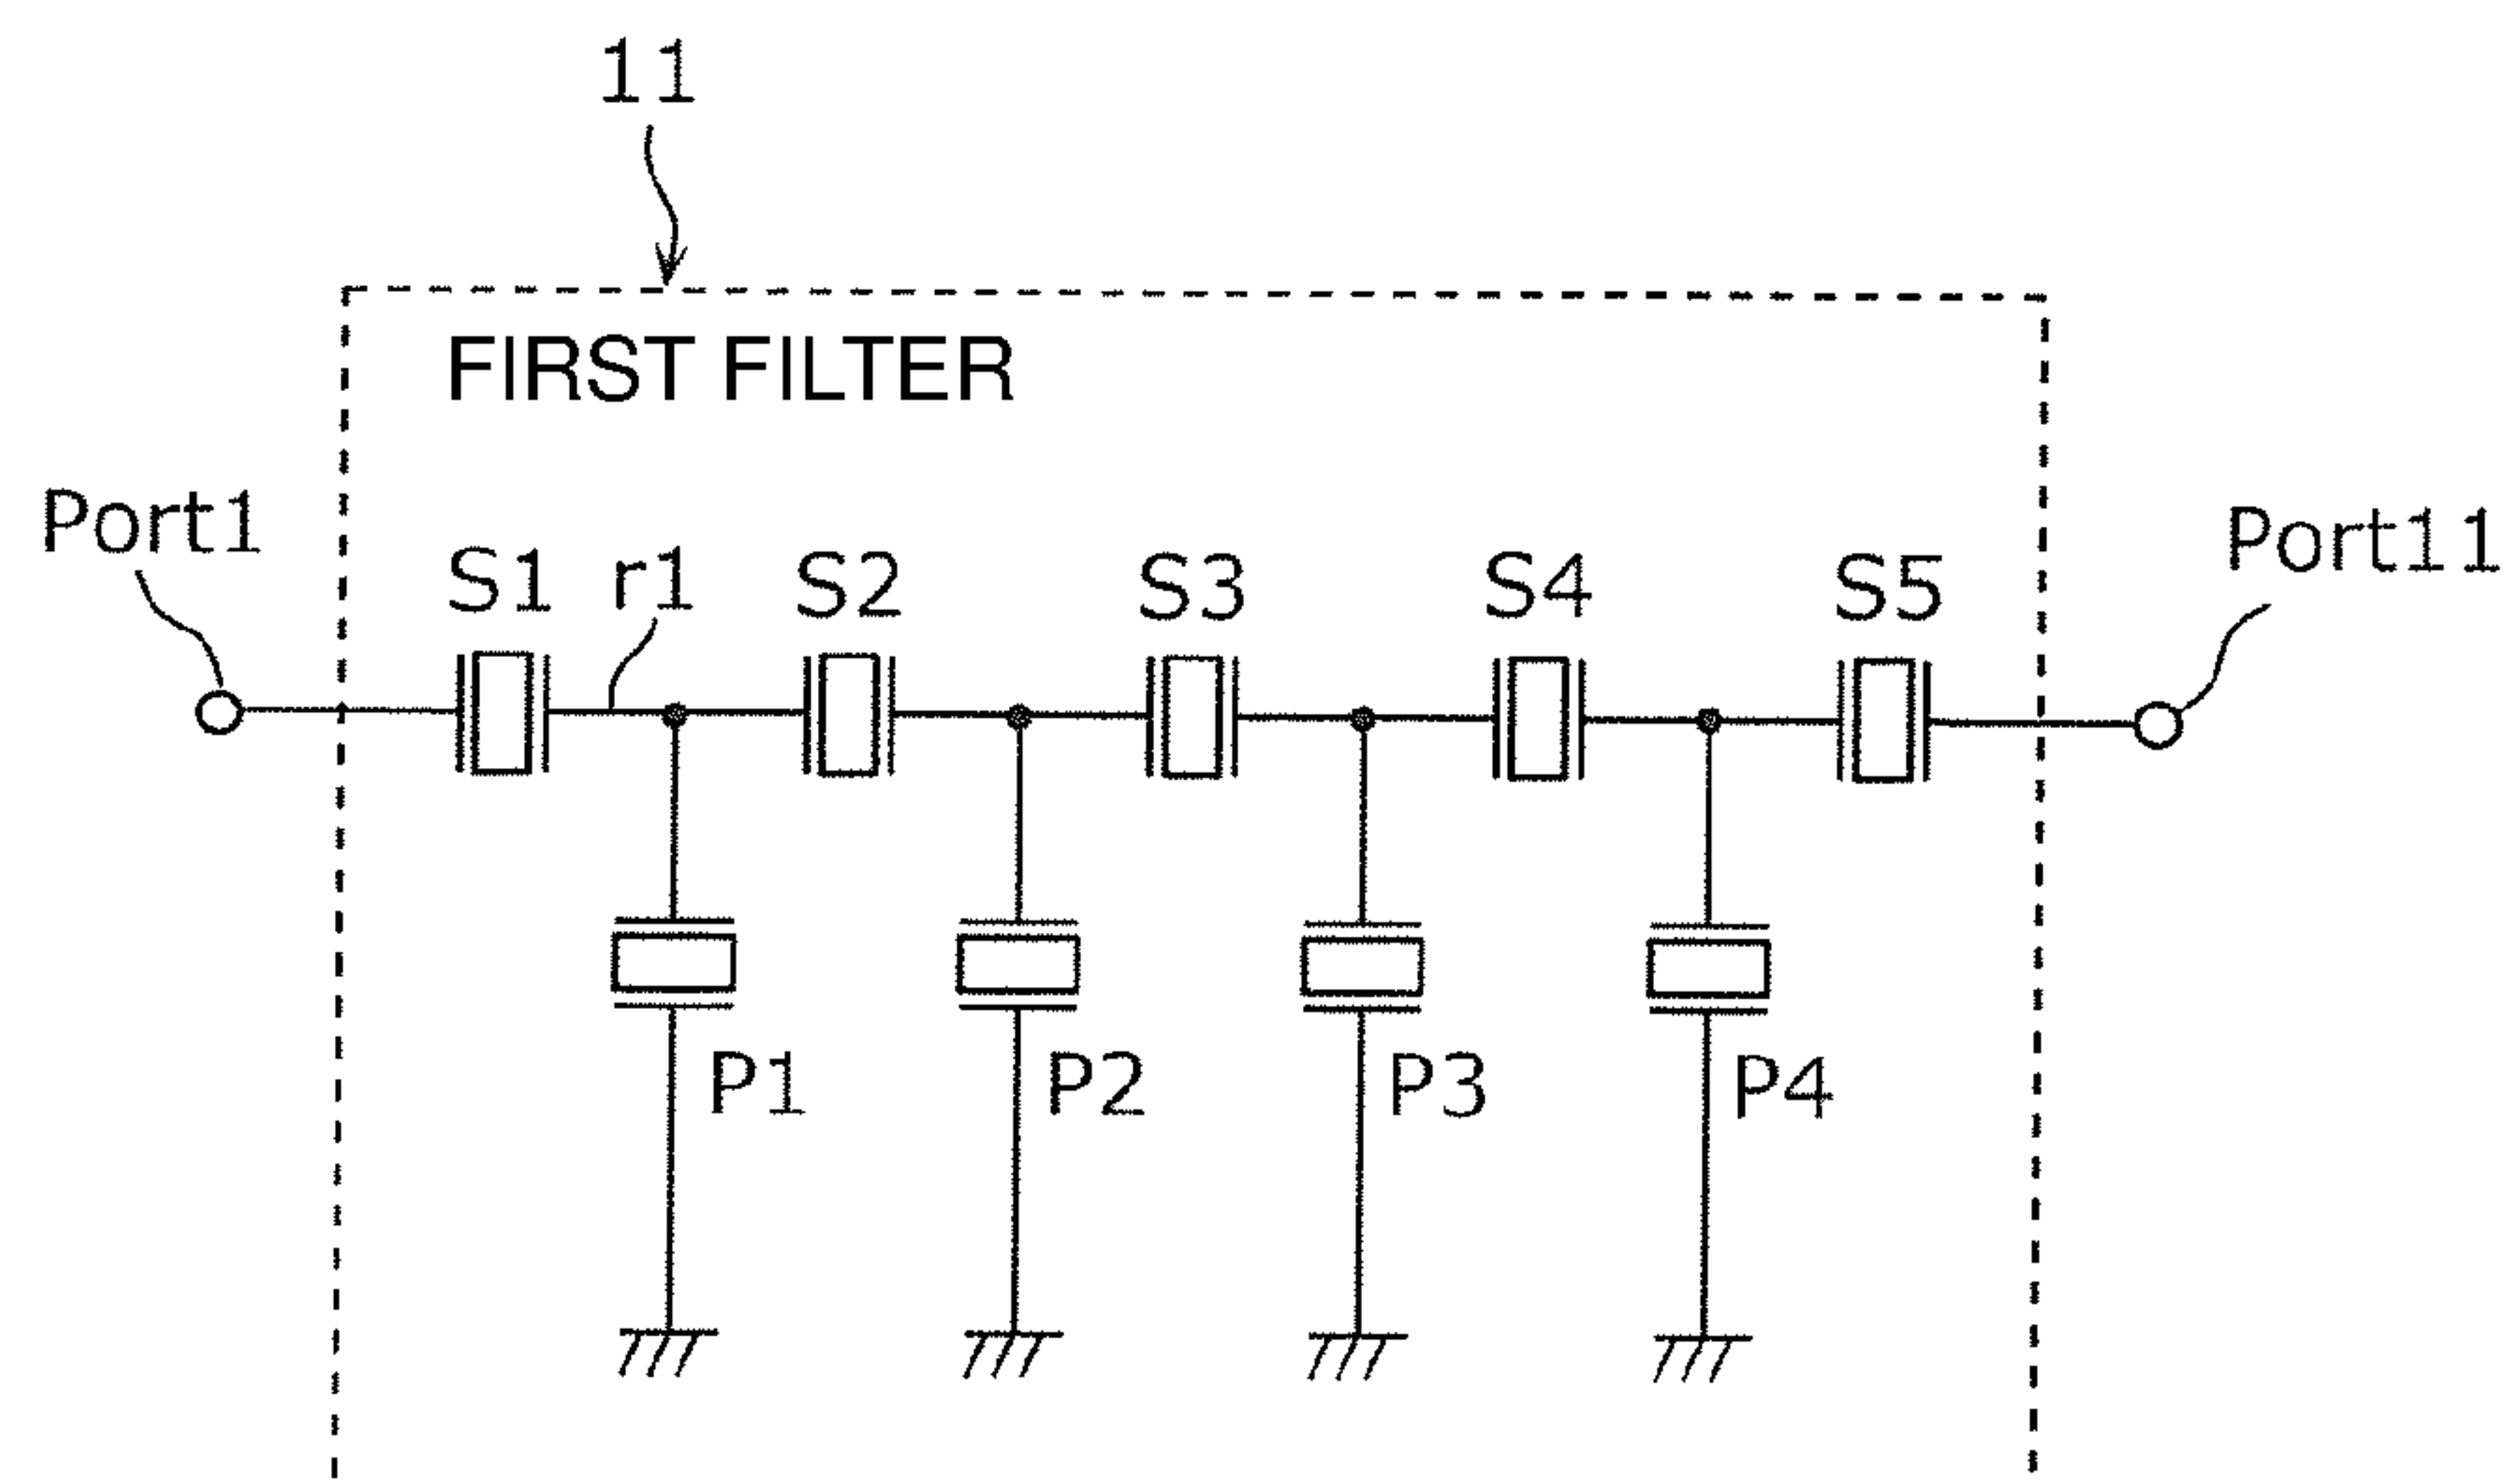 11
FIRST FILTER
Port1
Port11
S1 r1 S2 S3 S4 S5
P1 P2 P3 P4